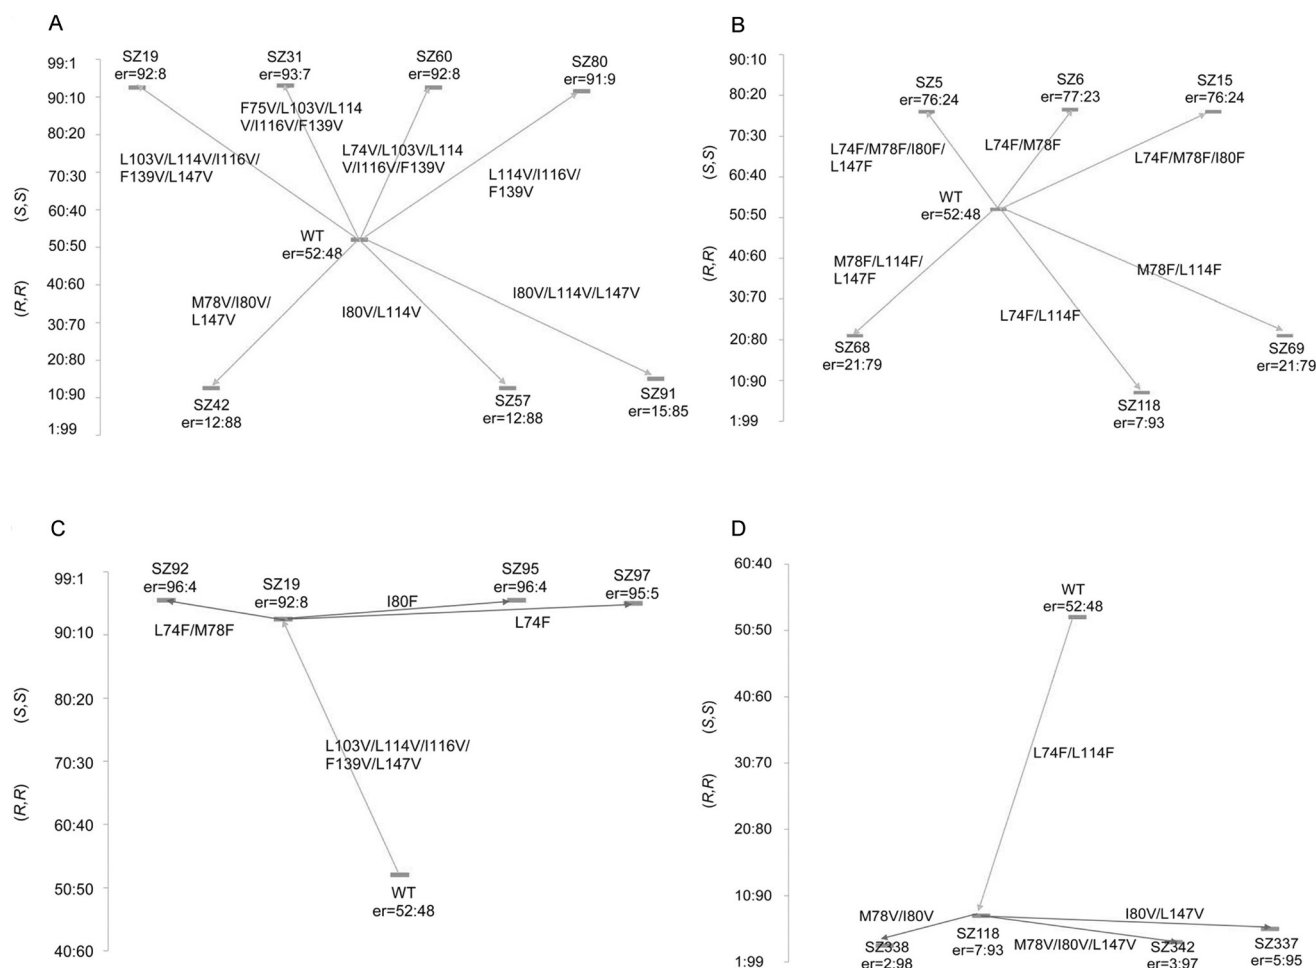 A
99:1
90:10
80:20
70:30
60:40
50:50
40:60
30:70
20:80
10:90
1:99
(S,S)
(R,R)
SZ19
er=92:8
SZ31
er=93:7
SZ60
er=92:8
SZ80
er=91:9
F75V/L103V/L114
V/I116V/F139V
L103V/L114V/I116V/
F139V/L147V
L74V/L103V/L114
V/I116V/F139V
L114V/I116V/
F139V
WT
er=52:48
M78V/I80V/
L147V
I80V/L114V
I80V/L114V/L147V
SZ42
er=12:88
SZ57
er=12:88
SZ91
er=15:85
B
90:10
80:20
70:30
60:40
50:50
40:60
30:70
20:80
10:90
1:99
(S,S)
(R,R)
SZ5
er=76:24
SZ6
er=77:23
SZ15
er=76:24
L74F/M78F/I80F/
L147F
L74F/M78F
L74F/M78F/I80F
WT
er=52:48
M78F/L114F/
L147F
L74F/L114F
M78F/L114F
SZ68
er=21:79
SZ118
er=7:93
SZ69
er=21:79
C
99:1
90:10
80:20
70:30
60:40
50:50
40:60
(S,S)
(R,R)
SZ92
er=96:4
SZ19
er=92:8
SZ95
er=96:4
SZ97
er=95:5
L74F/M78F
I80F
L74F
L103V/L114V/I116V/
F139V/L147V
WT
er=52:48
D
60:40
50:50
40:60
30:70
20:80
10:90
1:99
(S,S)
(R,R)
WT
er=52:48
L74F/L114F
M78V/I80V
I80V/L147V
M78V/I80V/L147V
SZ338
er=2:98
SZ118
er=7:93
SZ342
er=3:97
SZ337
er=5:95